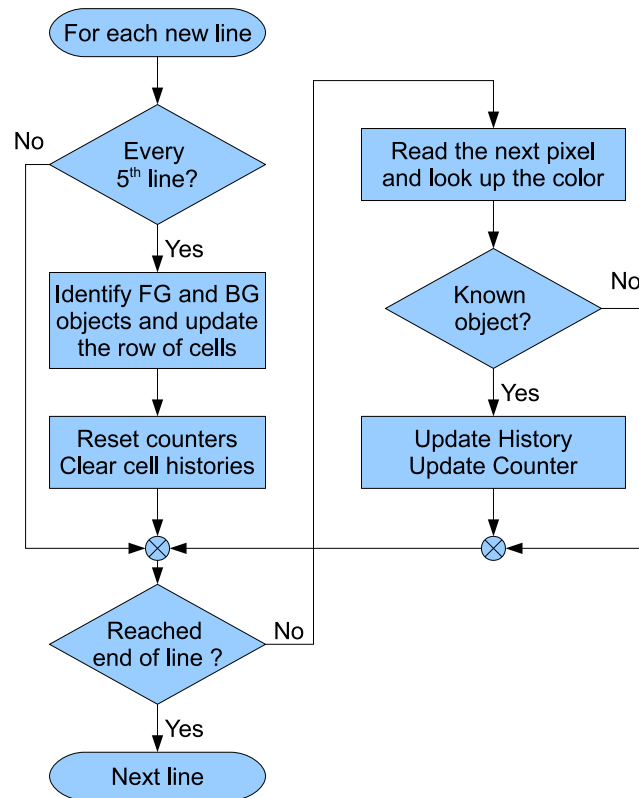 For each new line
No
Every
5th line?
Yes
Identify FG and BG
objects and update
the row of cells
Reset counters
Clear cell histories
Reached
end of line ?
No
Yes
Next line
Read the next pixel
and look up the color
Known
object?
No
Yes
Update History
Update Counter